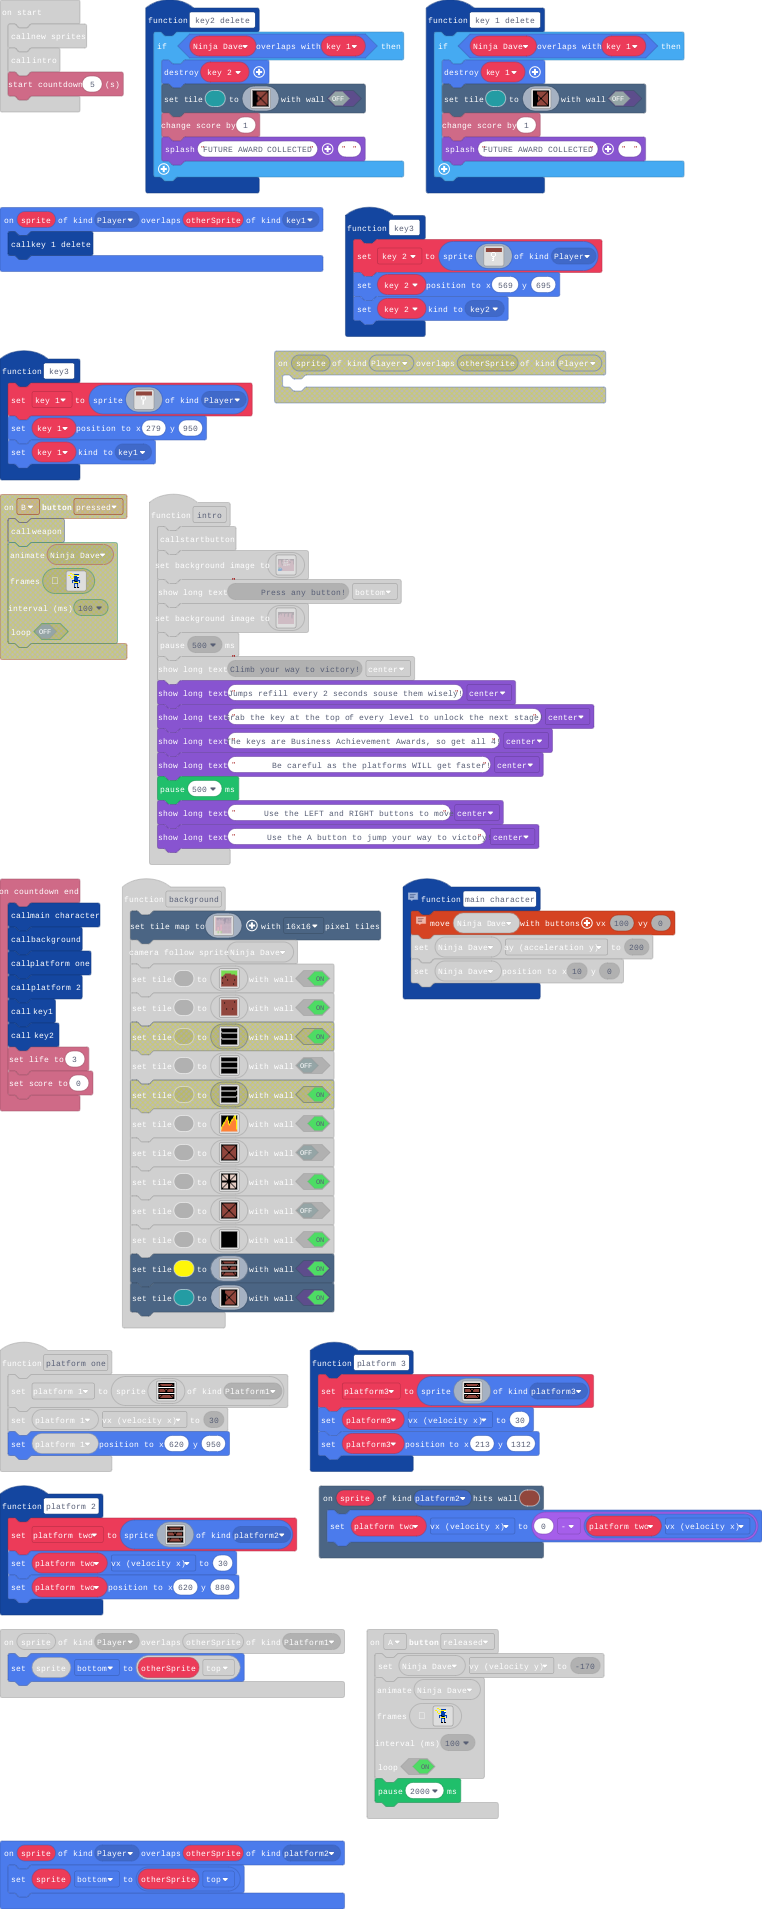 on start
call new sprites
call intro
start countdown 5 (s)
function key2 delete
if Ninja Dave overlaps with key 1 then
destroy key 2
set tile to with wall OFF
change score by 1
splash "FUTURE AWARD COLLECTED" " "
function key 1 delete
if Ninja Dave overlaps with key 1 then
destroy key 1
set tile to with wall OFF
change score by 1
splash "FUTURE AWARD COLLECTED" " "
on sprite of kind Player overlaps otherSprite of kind key1
call key 1 delete
function key3
set key 2 to sprite of kind Player
set key 2 position to x 569 y 695
set key 2 kind to key2
function key3
set key 1 to sprite of kind Player
set key 1 position to x 279 y 950
set key 1 kind to key1
on sprite of kind Player overlaps otherSprite of kind Player
on B button pressed
call weapon
animate Ninja Dave
frames
interval (ms) 100
loop OFF
function intro
call startbutton
set background image to
show long text Press any button! bottom
set background image to
pause 500 ms
show long text Climb your way to victory! center
show long text umps refill every 2 seconds souse them wisely! center
show long text ab the key at the top of every level to unlock the next stage center
show long text he keys are Business Achievement Awards, so get all 4! center
show long text " Be careful as the platforms WILL get faster! center
pause 500 ms
show long text " Use the LEFT and RIGHT buttons to mov center
show long text " Use the A button to jump your way to victory center
on countdown end
call main character
call background
call platform one
call platform 2
call key1
call key2
set life to 3
set score to 0
function background
set tile map to with 16x16 pixel tiles
camera follow sprite Ninja Dave
set tile to with wall ON
set tile to with wall ON
set tile to with wall ON
set tile to with wall OFF
set tile to with wall ON
set tile to with wall ON
set tile to with wall OFF
set tile to with wall ON
set tile to with wall OFF
set tile to with wall ON
set tile to with wall ON
set tile to with wall ON
function main character
move Ninja Dave with buttons vx 100 vy 0
set Ninja Dave ay (acceleration y) to 200
set Ninja Dave position to x 10 y 0
function platform one
set platform 1 to sprite of kind Platform1
set platform 1 vx (velocity x) to 30
set platform 1 position to x 620 y 950
function platform 3
set platform3 to sprite of kind platform3
set platform3 vx (velocity x) to 30
set platform3 position to x 213 y 1312
function platform 2
set platform two to sprite of kind platform2
set platform two vx (velocity x) to 30
set platform two position to x 620 y 880
on sprite of kind platform2 hits wall
set platform two vx (velocity x) to 0 - platform two vx (velocity x)
on sprite of kind Player overlaps otherSprite of kind Platform1
set sprite bottom to otherSprite top
on A button released
set Ninja Dave vy (velocity y) to -170
animate Ninja Dave
frames
interval (ms) 100
loop ON
pause 2000 ms
on sprite of kind Player overlaps otherSprite of kind platform2
set sprite bottom to otherSprite top